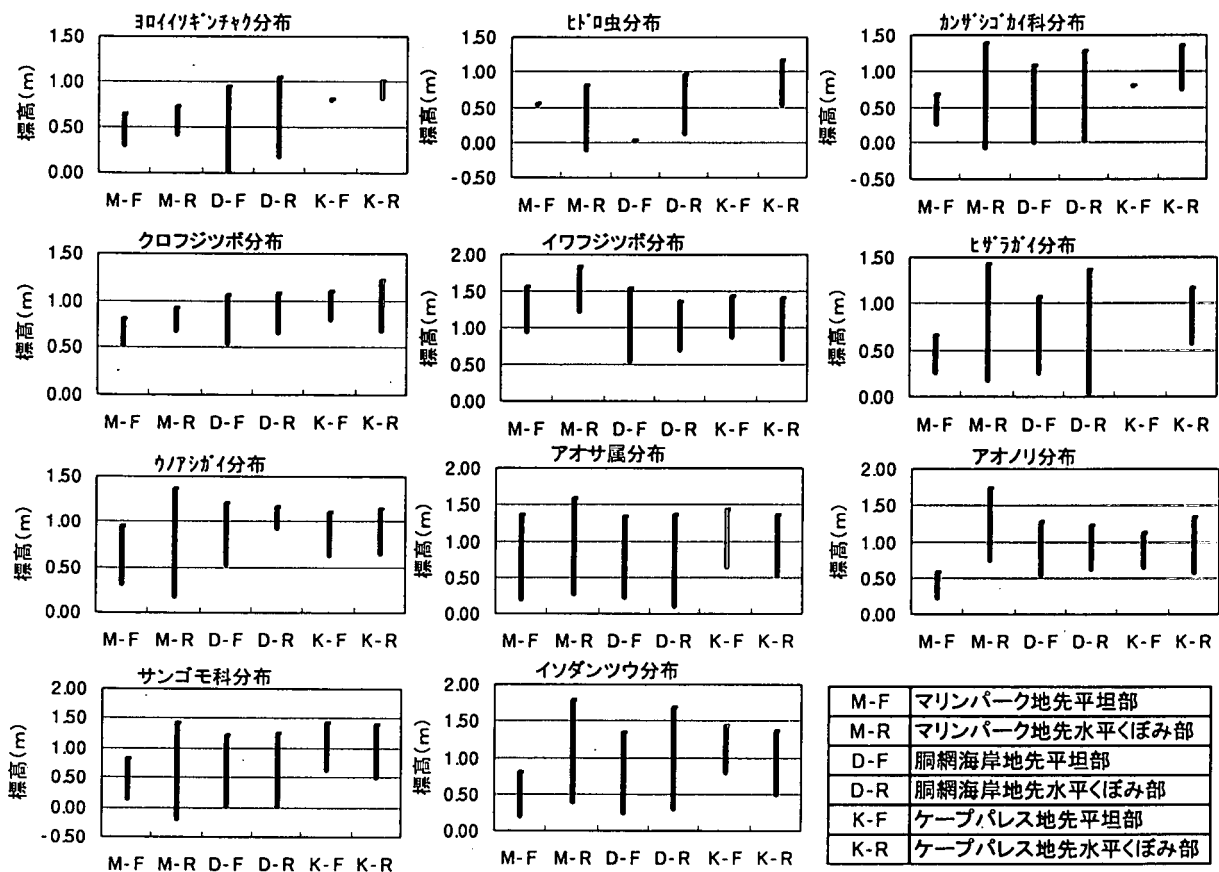 ﾖﾛｲｲｿｷﾞﾝﾁｬｸ分布
標高(m)
1.50
1.00
0.50
0.00
M-F M-R D-F D-R K-F K-R
ﾋﾄﾞﾛ虫分布
標高(m)
1.50
1.00
0.50
0.00
-0.50
M-F M-R D-F D-R K-F K-R
ｶﾝｻﾞｼｺﾞｶｲ科分布
標高(m)
1.50
1.00
0.50
0.00
-0.50
M-F M-R D-F D-R K-F K-R
クロフジツボ分布
標高(m)
1.50
1.00
0.50
0.00
M-F M-R D-F D-R K-F K-R
イワフジツボ分布
標高(m)
2.00
1.50
1.00
0.50
0.00
M-F M-R D-F D-R K-F K-R
ﾋｻﾞﾗｶﾞｲ分布
標高(m)
1.50
1.00
0.50
0.00
M-F M-R D-F D-R K-F K-R
ｳﾉｱｼｶﾞｲ分布
標高(m)
1.50
1.00
0.50
0.00
M-F M-R D-F D-R K-F K-R
アオサ属分布
標高(m)
2.00
1.50
1.00
0.50
0.00
M-F M-R D-F D-R K-F K-R
アオノリ分布
標高(m)
2.00
1.50
1.00
0.50
0.00
M-F M-R D-F D-R K-F K-R
サンゴモ科分布
標高(m)
2.00
1.50
1.00
0.50
0.00
-0.50
M-F M-R D-F D-R K-F K-R
イソダンツウ分布
標高(m)
2.00
1.50
1.00
0.50
0.00
M-F M-R D-F D-R K-F K-R
M-F マリンパーク地先平坦部
M-R マリンパーク地先水平くぼみ部
D-F 胴網海岸地先平坦部
D-R 胴網海岸地先水平くぼみ部
K-F ケープパレス地先平坦部
K-R ケープパレス地先水平くぼみ部